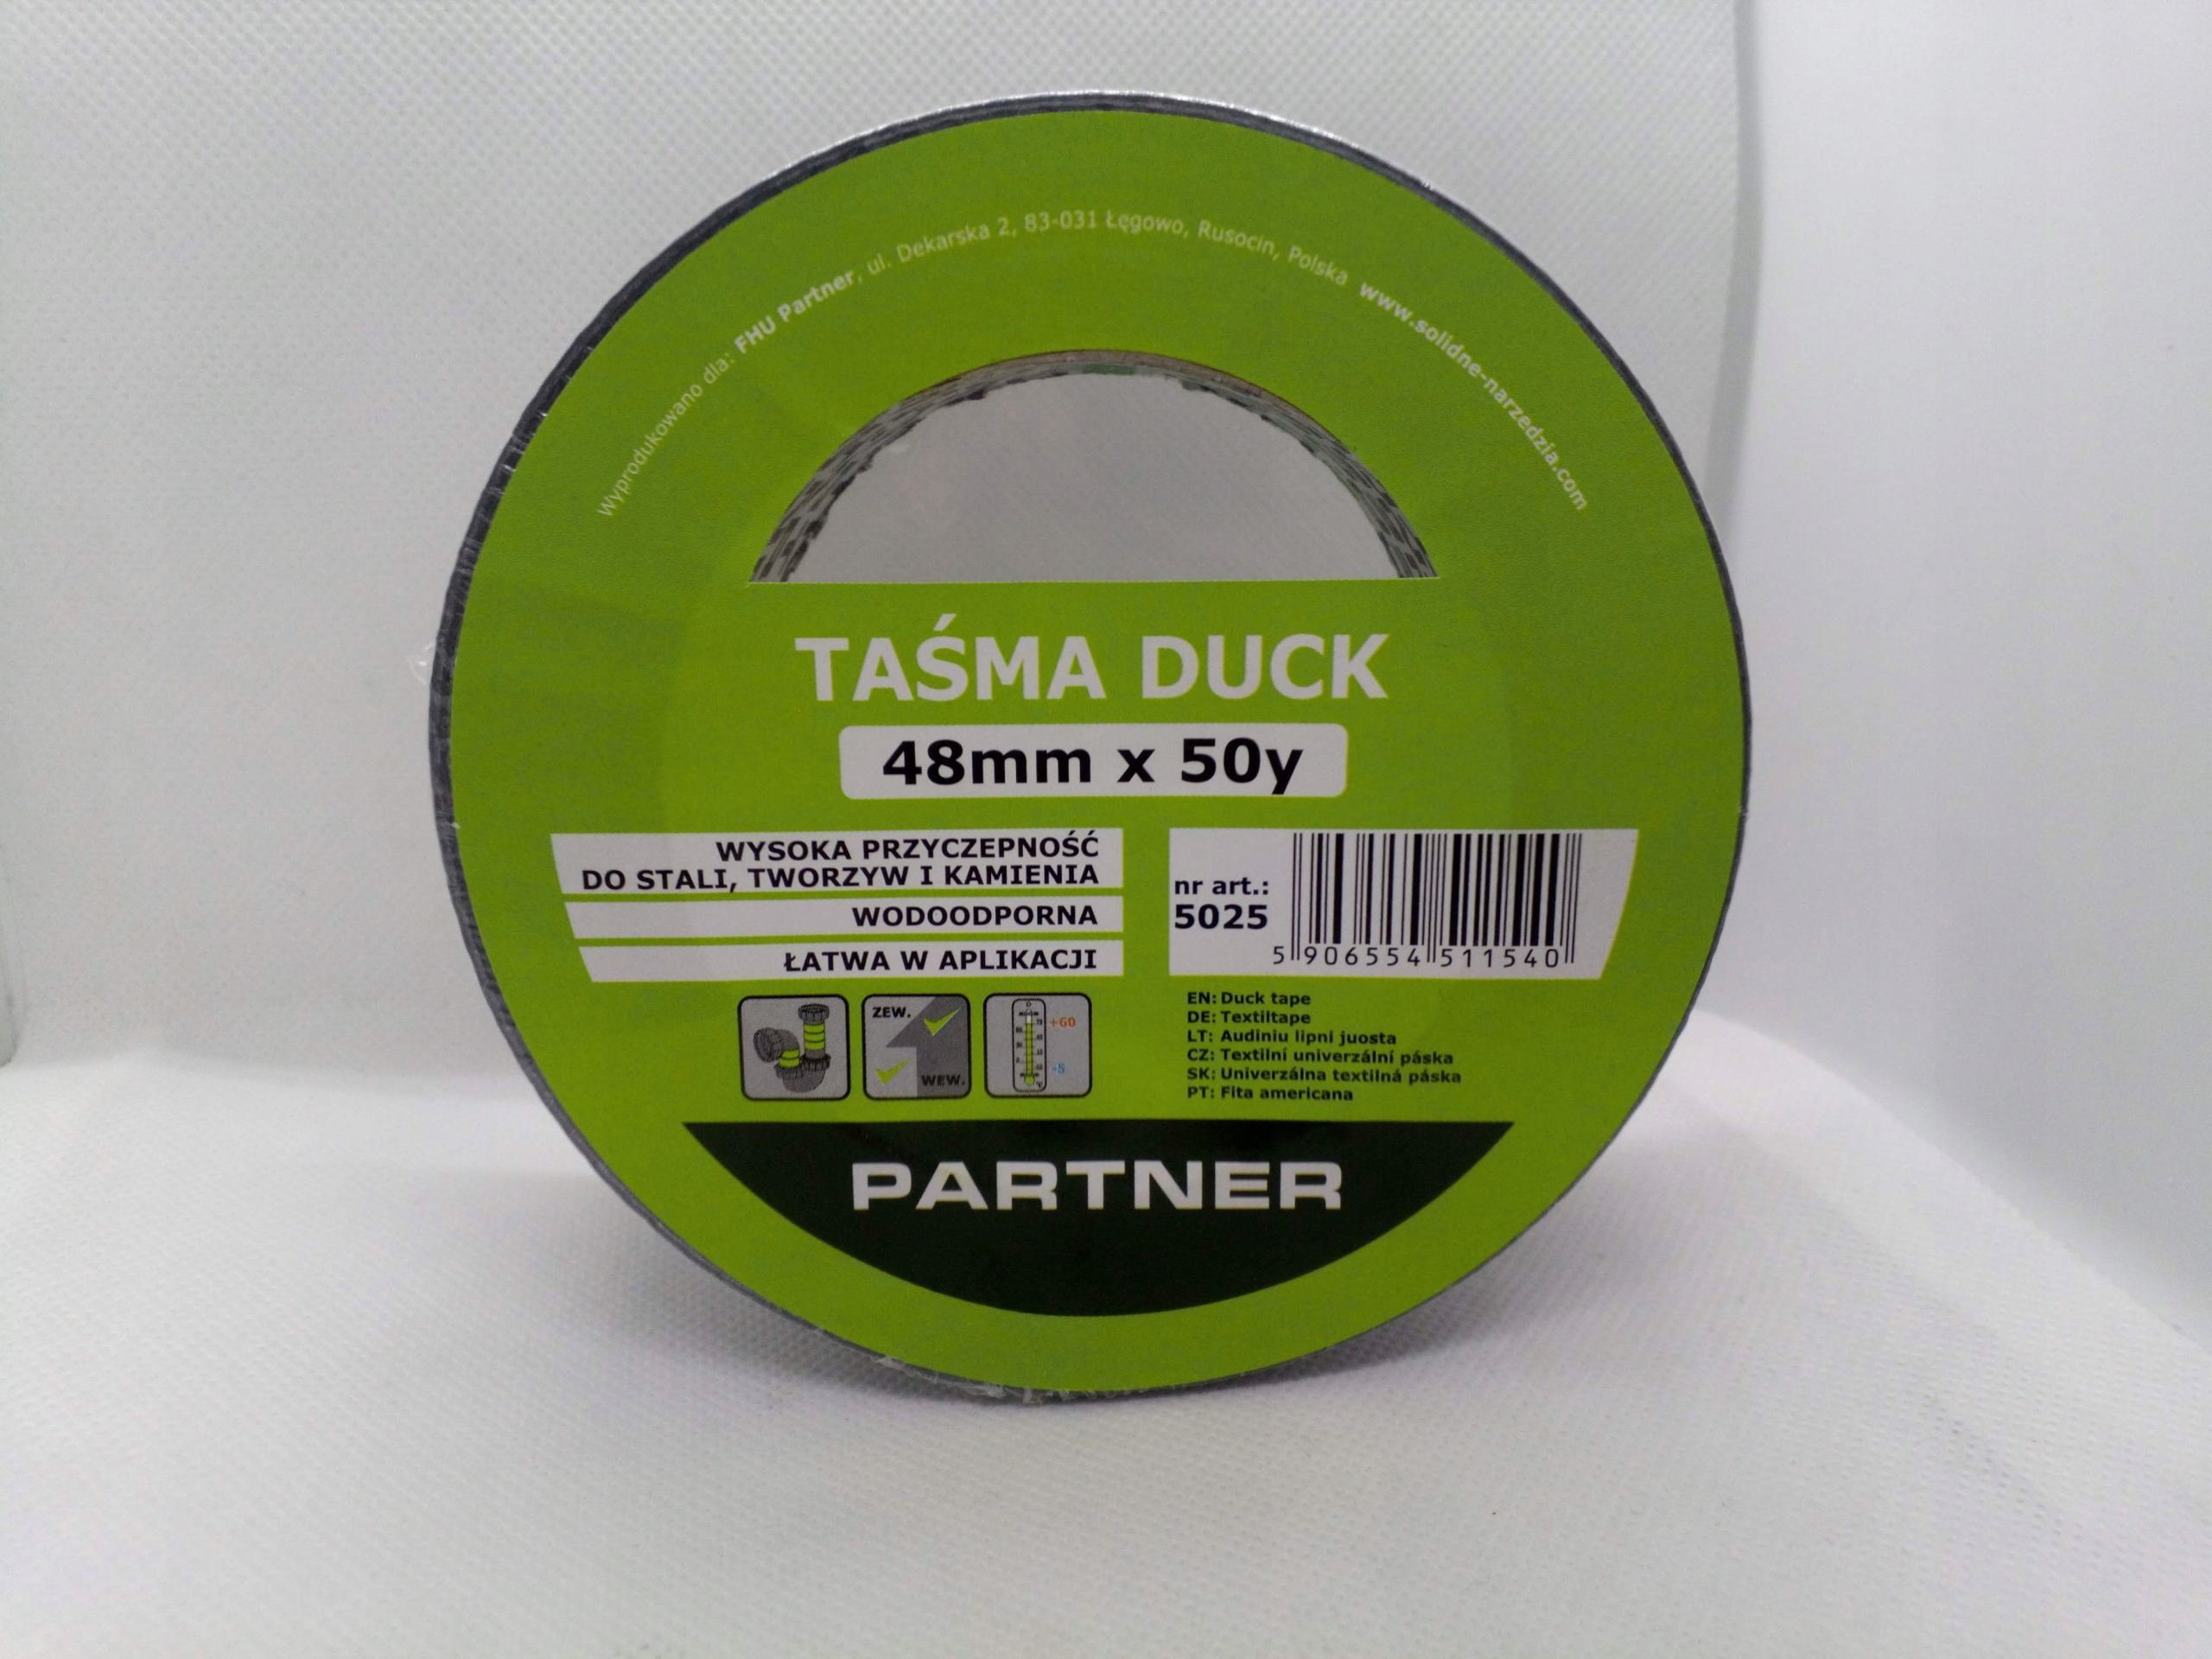 Wyprodukowano dla: FHU Partner, ul. Dekarska 2, 83-031 Łęgowo, Rusocin, Polska www.solidne-narzedzia.com
TAŚMA DUCK
48mm x 50y
WYSOKA PRZYCZEPNOŚĆ
DO STALI, TWORZYW I KAMIENIA
WODOODPORNA
ŁATWA W APLIKACJI
nr art.:
5025
5 906554 511540
ZEW.
WEW.
+60
-5
EN: Duck tape
DE: Textiltape
LT: Audiniu lipni juosta
CZ: Textilní univerzální páska
SK: Univerzálna textilná páska
PT: Fita americana
PARTNER